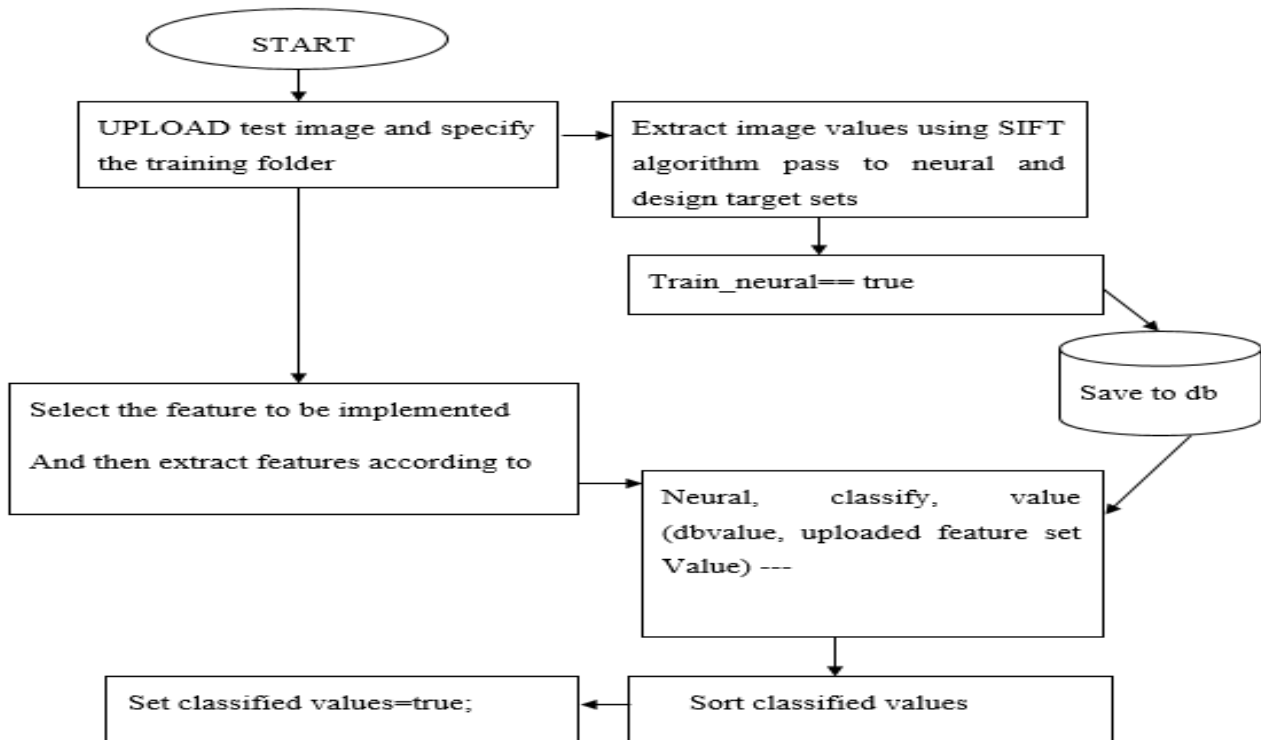 START
UPLOAD test image and specify
the training folder
Extract image values using SIFT
algorithm pass to neural and
design target sets
Train_neural== true
Save to db
Select the feature to be implemented
And then extract features according to
Neural, classify, value
(dbvalue, uploaded feature set
Value) ---
Sort classified values
Set classified values=true;